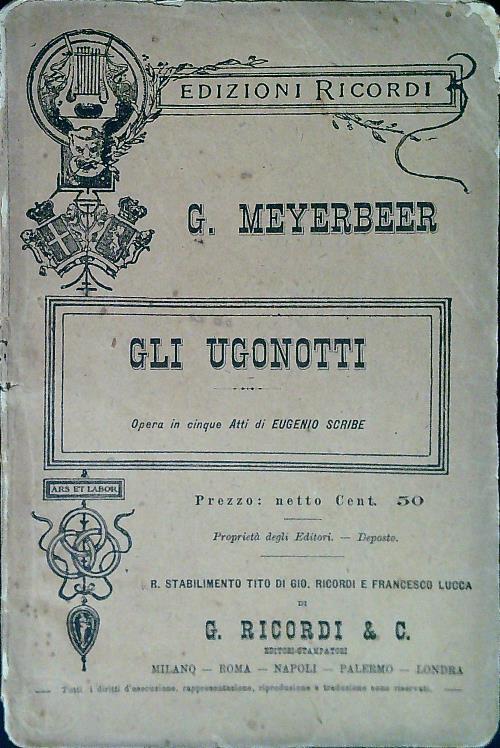 EDIZIONI RICORDI
G. MEYERBEER
GLI UGONOTTI
Opera in cinque Atti di EUGENIO SCRIBE
ARS ET LABOR
Prezzo: netto Cent. 50
Proprietà degli Editori. — Deposto.
R. STABILIMENTO TITO DI GIO. RICORDI E FRANCESCO LUCCA
DI
G. RICORDI & C.
EDITORI-STAMPATORI
MILANO — ROMA — NAPOLI — PALERMO — LONDRA
Tutti i diritti d'esecuzione, rappresentazione, riproduzione e traduzione sono riservati.